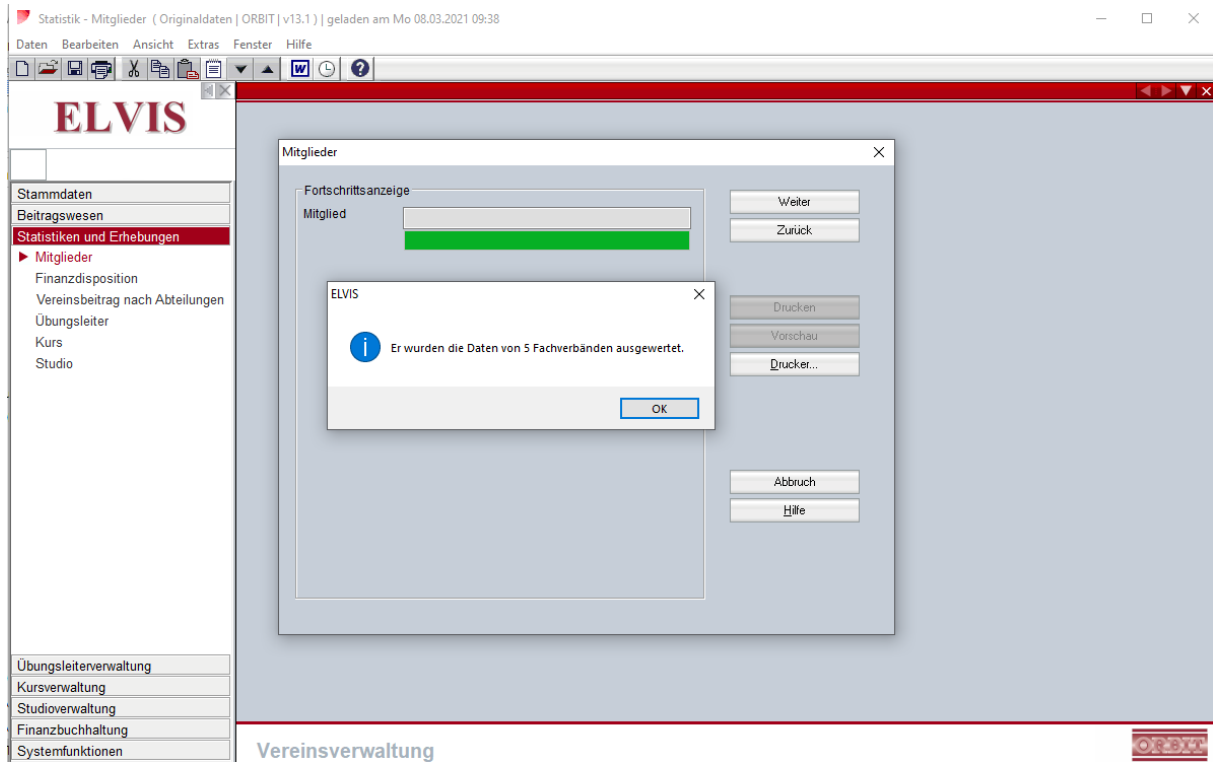 Statistik - Mitglieder ( Originaldaten | ORBIT | v13.1 ) | geladen am Mo 08.03.2021 09:38
Daten Bearbeiten Ansicht Extras Fenster Hilfe
ELVIS
Stammdaten
Beitragswesen
Statistiken und Erhebungen
Mitglieder
Finanzdisposition
Vereinsbeitrag nach Abteilungen
Übungsleiter
Kurs
Studio
Übungsleiterverwaltung
Kursverwaltung
Studioverwaltung
Finanzbuchhaltung
Systemfunktionen
Mitglieder
Fortschrittsanzeige
Mitglied
Weiter
Zurück
Drucken
Vorschau
Drucker...
Abbruch
Hilfe
ELVIS
Er wurden die Daten von 5 Fachverbänden ausgewertet.
OK
Vereinsverwaltung
ORBIT